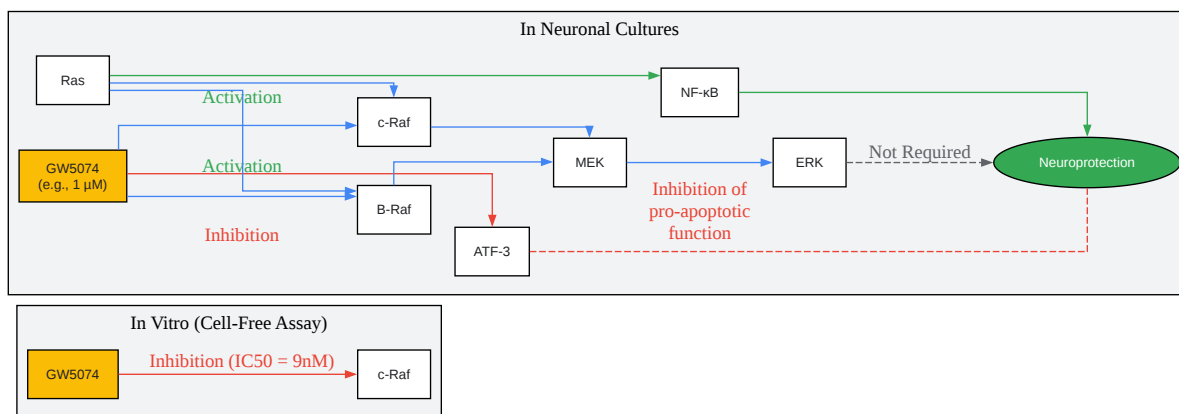 In Neuronal Cultures
Ras
NF-κB
Activation
c-Raf
GW5074
(e.g., 1 µM)
Activation
MEK
ERK
Not Required
Neuroprotection
B-Raf
Inhibition of
pro-apoptotic
function
Inhibition
ATF-3
In Vitro (Cell-Free Assay)
GW5074
Inhibition (IC50 = 9nM)
c-Raf